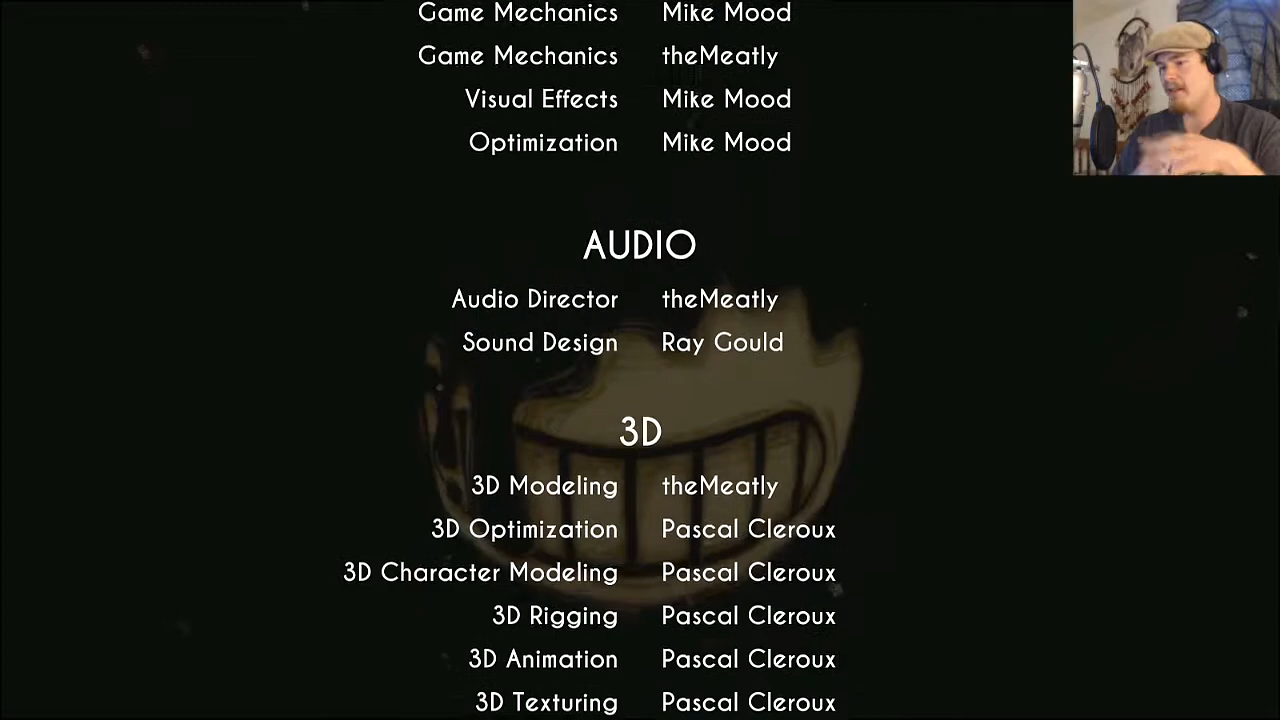 Game Mechanics Mike Mood
Game Mechanics theMeatly
Visual Effects Mike Mood
Optimization Mike Mood
AUDIO
Audio Director theMeatly
Sound Design Ray Gould
3D
3D Modeling theMeatly
3D Optimization Pascal Cleroux
3D Character Modeling Pascal Cleroux
3D Rigging Pascal Cleroux
3D Animation Pascal Cleroux
3D Texturing Pascal Cleroux